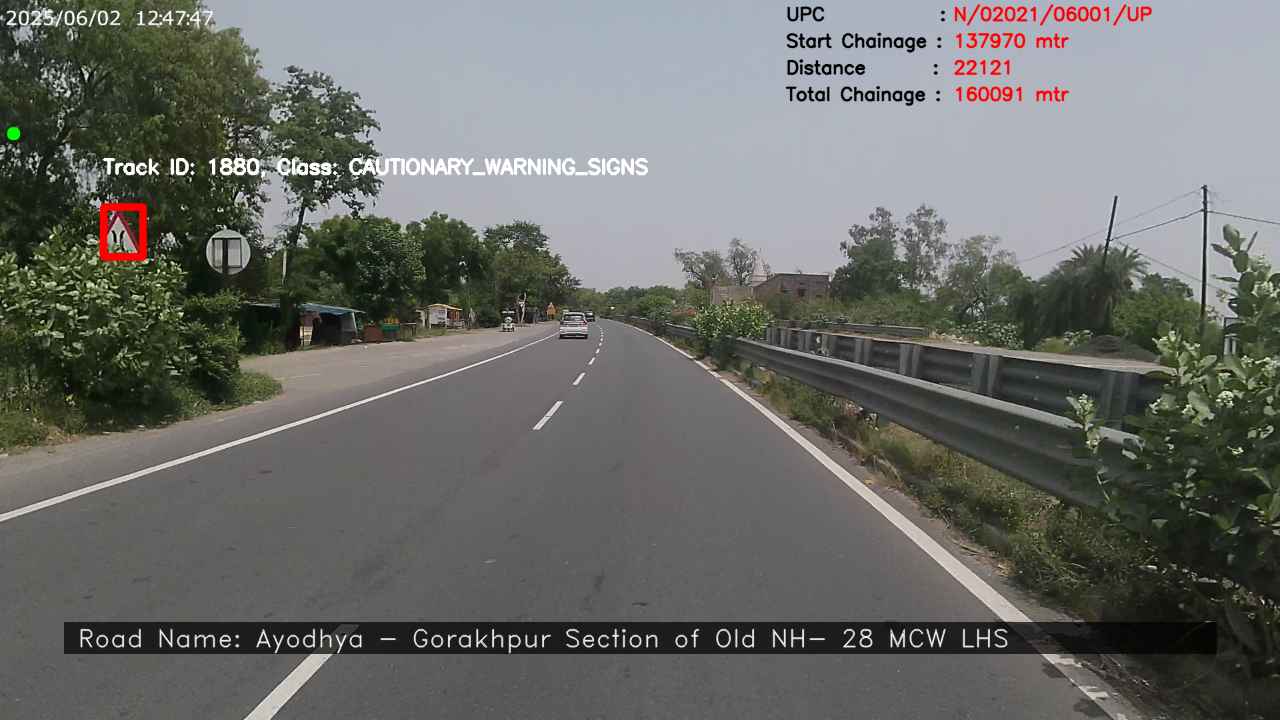 2025/06/02 12:47:47
UPC : N/02021/06001/UP
Start Chainage : 137970 mtr
Distance : 22121
Total Chainage : 160091 mtr
Track ID: 1880, Class: CAUTIONARY_WARNING_SIGNS
Road Name: Ayodhya - Gorakhpur Section of Old NH- 28 MCW LHS